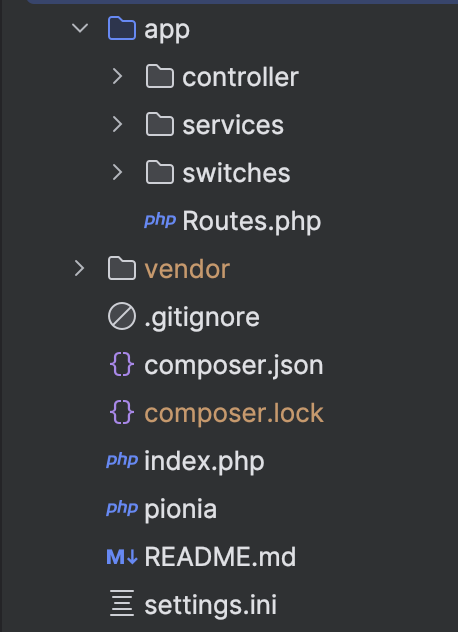 app
controller
services
switches
php Routes.php
vendor
.gitignore
{} composer.json
{} composer.lock
php index.php
php pionia
M↓ README.md
settings.ini